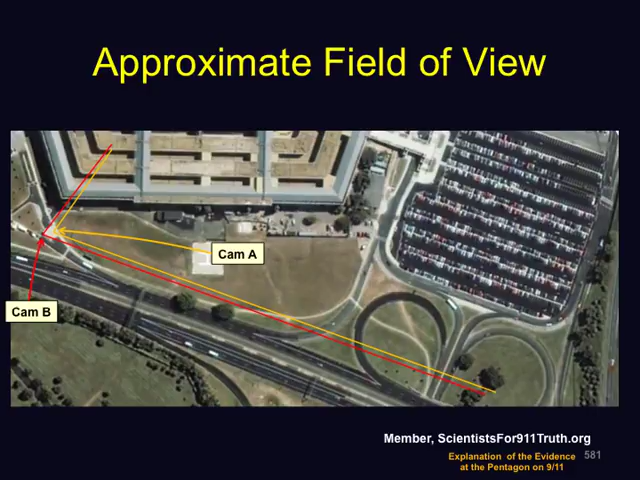 Approximate Field of View
Cam A
Cam B
Member, ScientistsFor911Truth.org
Explanation of the Evidence
at the Pentagon on 9/11
581